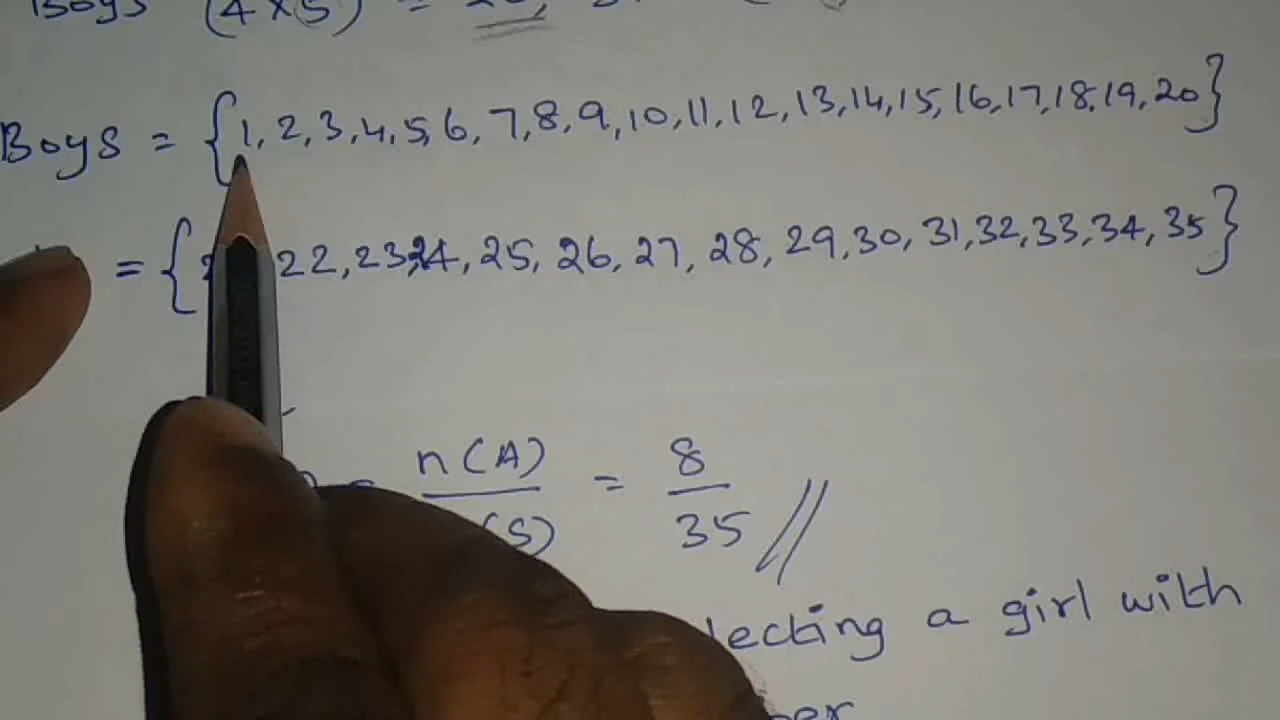 Boys (4 x 5) =
Boys = {1, 2, 3, 4, 5, 6, 7, 8, 9, 10, 11, 12, 13, 14, 15, 16, 17, 18, 19, 20}
= { 22, 23, 24, 25, 26, 27, 28, 29, 30, 31, 32, 33, 34, 35}
n(A) = 8
(S) 35
a girl with